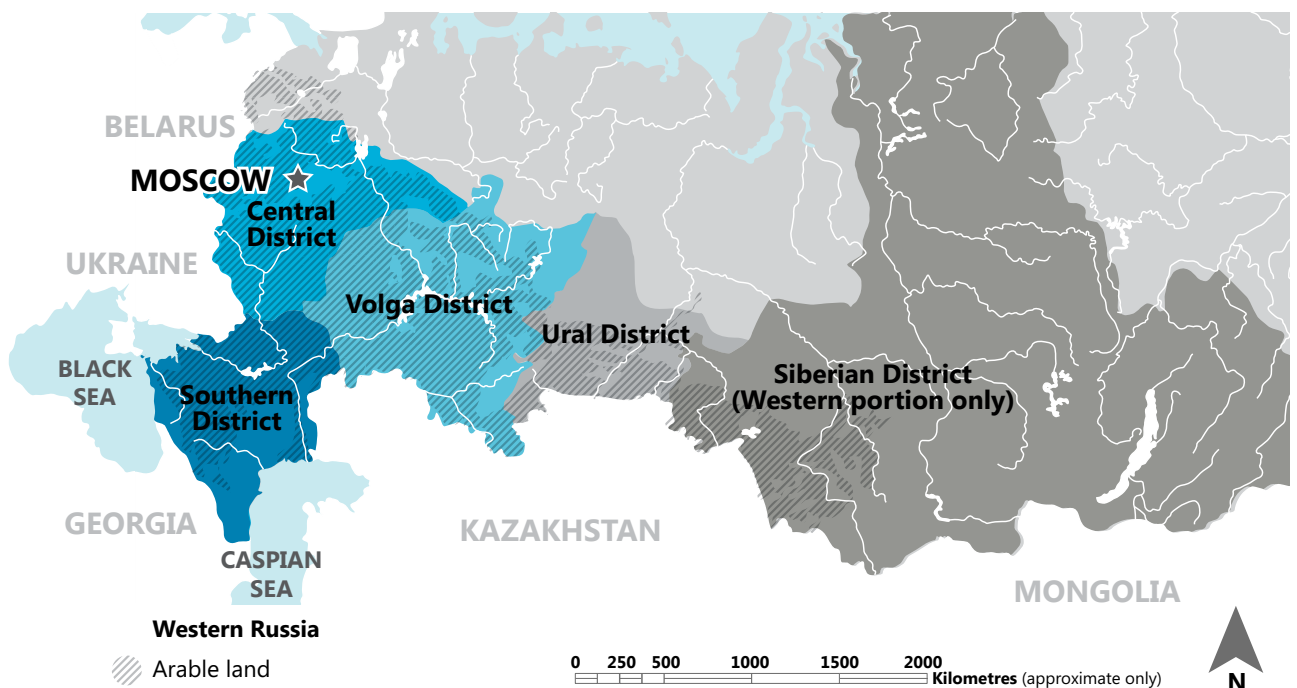 BELARUS
MOSCOW
Central
District
UKRAINE
Volga District
Ural District
BLACK
SEA
Southern
District
Siberian District
(Western portion only)
GEORGIA
KAZAKHSTAN
CASPIAN
SEA
MONGOLIA
Western Russia
Arable land
0 250 500 1000 1500 2000
Kilometres (approximate only)
N